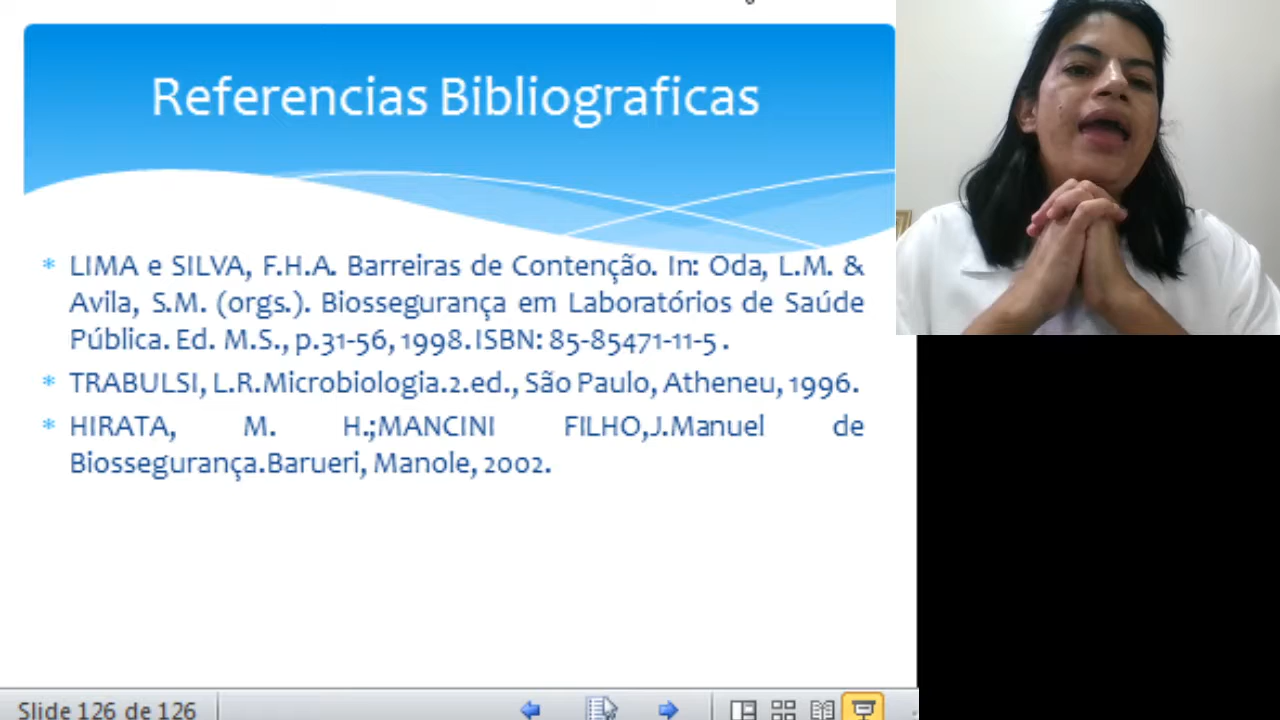 Referencias Bibliograficas
LIMA e SILVA, F.H.A. Barreiras de Contenção. In: Oda, L.M. &
Avila, S.M. (orgs.). Biossegurança em Laboratórios de Saúde
Pública. Ed. M.S., p.31-56, 1998.ISBN: 85-85471-11-5 .
TRABULSI, L.R.Microbiologia.2.ed., São Paulo, Atheneu, 1996.
HIRATA, M. H.;MANCINI FILHO,J.Manuel de
Biossegurança.Barueri, Manole, 2002.
Slide 126 de 126